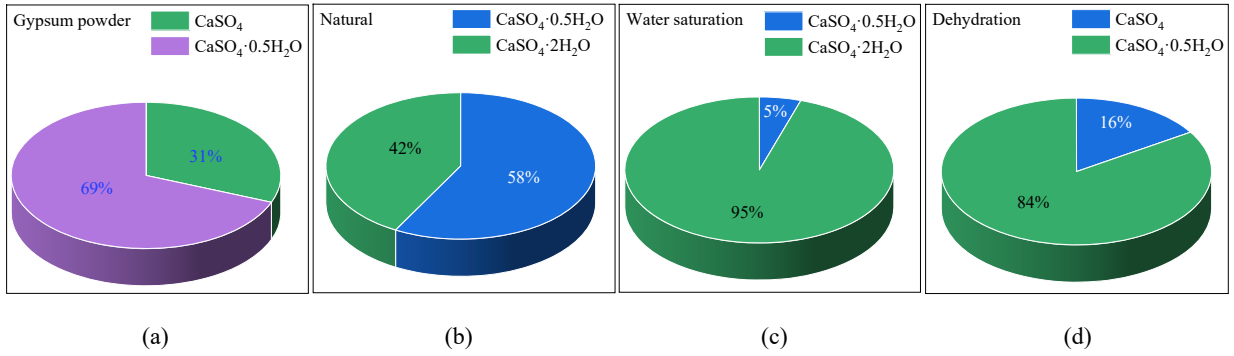 Gypsum powder
CaSO₄
CaSO₄·0.5H₂O
31%
69%
(a)
Natural
CaSO₄·0.5H₂O
CaSO₄·2H₂O
42%
58%
(b)
Water saturation
CaSO₄·0.5H₂O
CaSO₄·2H₂O
5%
95%
(c)
Dehydration
CaSO₄
CaSO₄·0.5H₂O
16%
84%
(d)